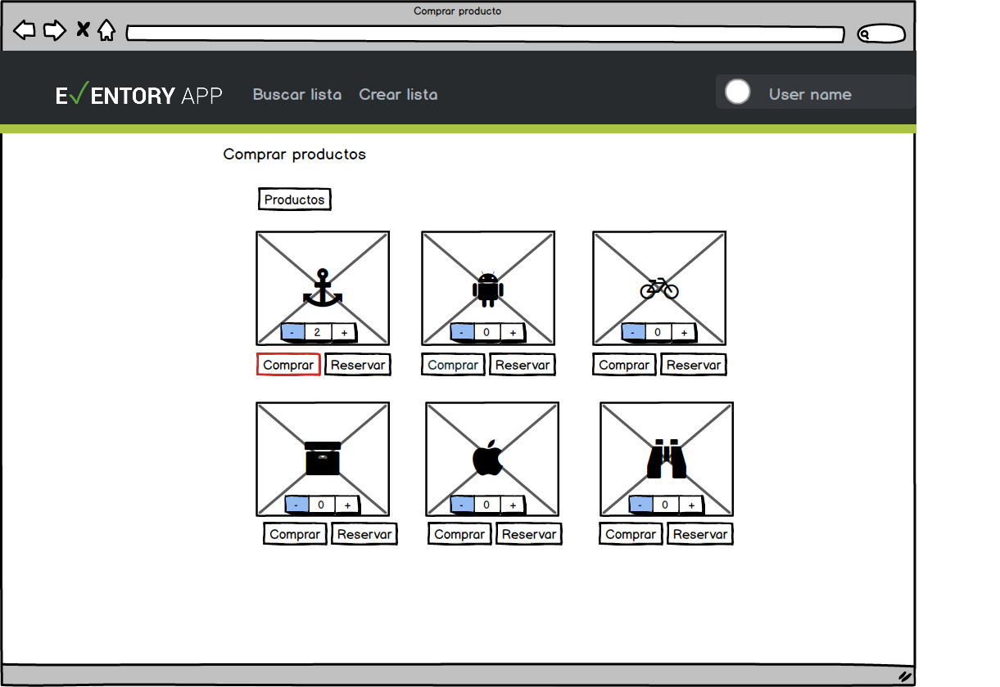 Comprar producto
E✓ENTORY APP Buscar lista Crear lista User name
Comprar productos
Productos
- 2 + - 0 + - 0 +
Comprar Reservar Comprar Reservar Comprar Reservar
- 0 + - 0 + - 0 +
Comprar Reservar Comprar Reservar Comprar Reservar